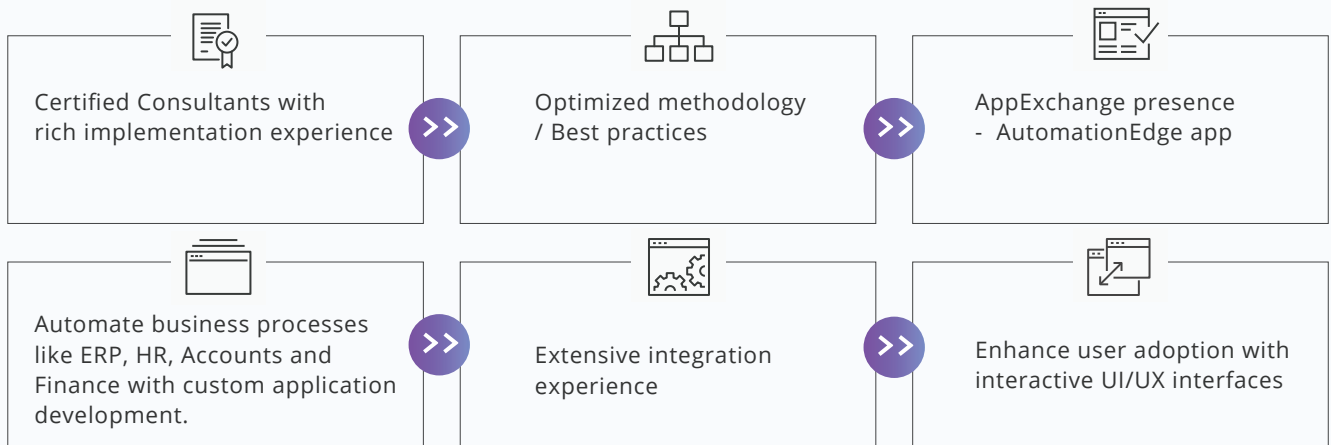 Certified Consultants with
rich implementation experience
Optimized methodology
/ Best practices
AppExchange presence
- AutomationEdge app
Automate business processes
like ERP, HR, Accounts and
Finance with custom application
development.
Extensive integration
experience
Enhance user adoption with
interactive UI/UX interfaces